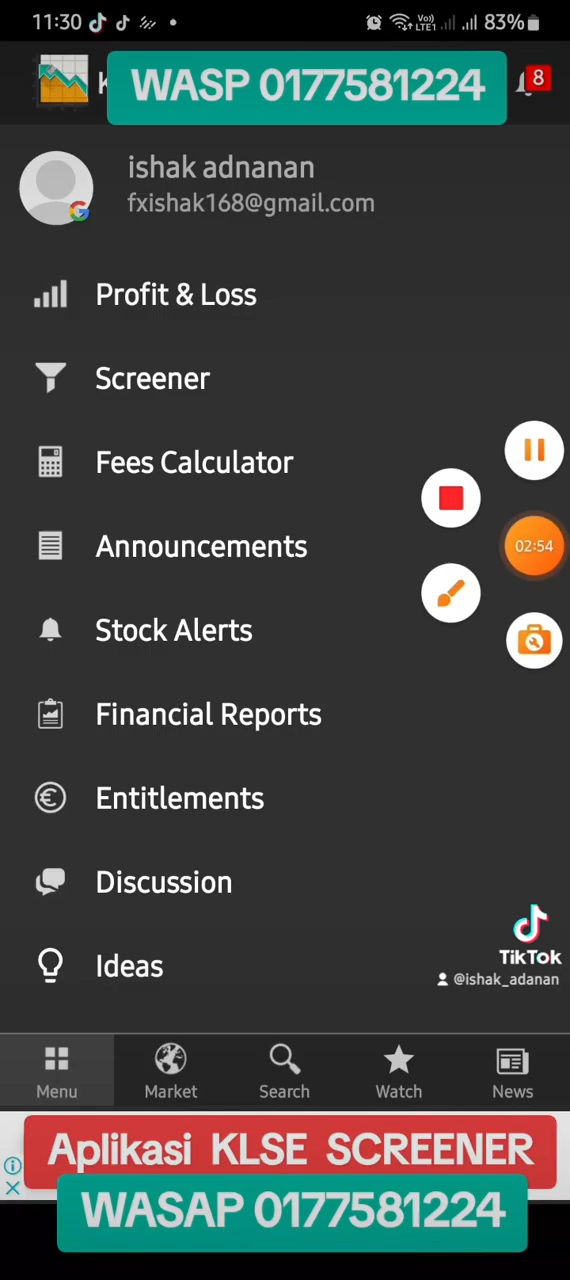 11:30
Vo))
LTE1
83%
K
WASP 0177581224
8
ishak adnanan
fxishak168@gmail.com
Profit & Loss
Screener
Fees Calculator
Announcements
02:54
Stock Alerts
Financial Reports
Entitlements
Discussion
Ideas
TikTok
@ishak_adanan
Menu
Market
Search
Watch
News
Aplikasi KLSE SCREENER
WASAP 0177581224